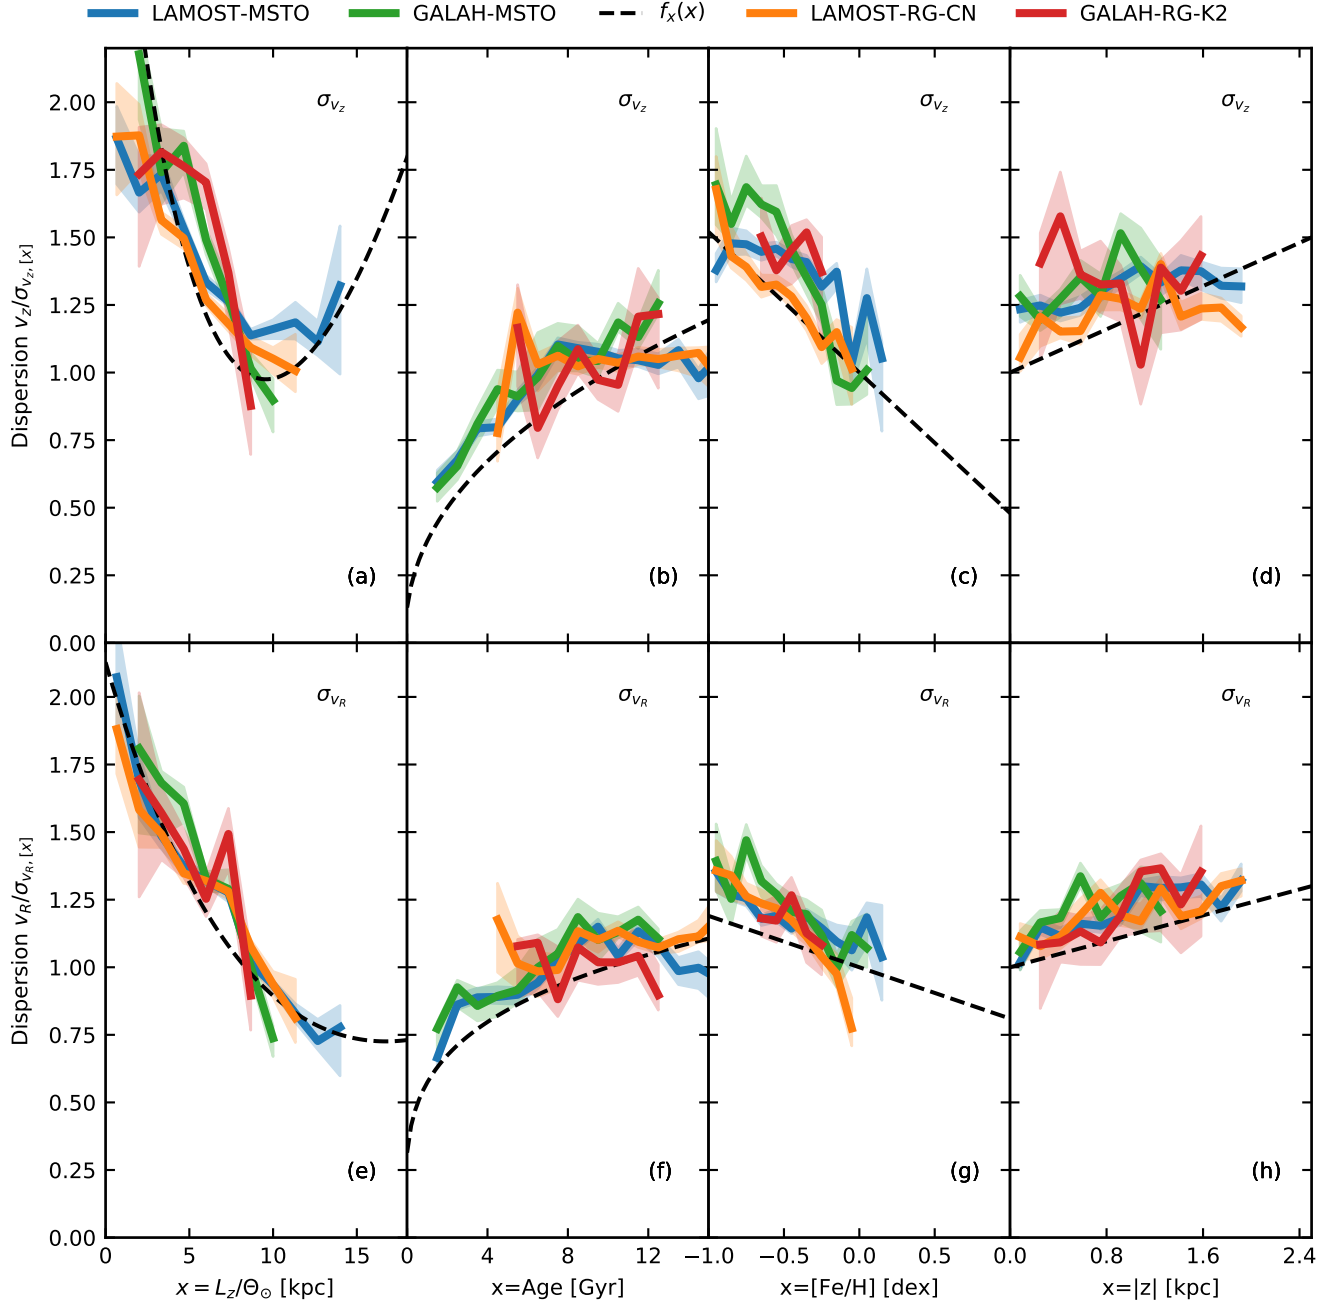 LAMOST-MSTO GALAH-MSTO f_x(x) LAMOST-RG-CN GALAH-RG-K2
Dispersion v_z/σ_{v_z, [x]}
2.00
1.75
1.50
1.25
1.00
0.75
0.50
0.25
0.00
σ_{v_z} σ_{v_z} σ_{v_z} σ_{v_z}
(a) (b) (c) (d)
Dispersion v_R/σ_{v_R, [x]}
2.00
1.75
1.50
1.25
1.00
0.75
0.50
0.25
0.00
σ_{v_R} σ_{v_R} σ_{v_R} σ_{v_R}
(e) (f) (g) (h)
0 5 10 15 0 4 8 12 −1.0 −0.5 0.0 0.5 0.0 0.8 1.6 2.4
x = L_z/Θ_⊙ [kpc] x=Age [Gyr] x=[Fe/H] [dex] x=|z| [kpc]